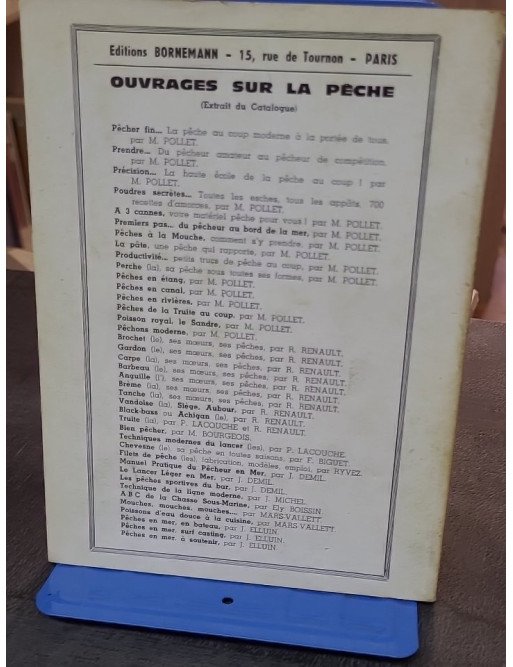 Editions BORNEMANN - 15, rue de Tournon - PARIS
OUVRAGES SUR LA PÊCHE
(Extrait du Catalogue)
Pêcher fin... La pêche au coup moderne à la portée de tous,
par M. POLLET.
Prendre... Du pêcheur amateur au pêcheur de compétition,
par M. POLLET.
Précision... La haute école de la pêche au coup ! par
M. POLLET.
Poudres secrètes... Toutes les esches, tous les appâts, 700
recettes d'amorces, par M. POLLET.
A 3 cannes, votre matériel pêche pour vous ! par M. POLLET.
Premiers pas... du pêcheur au bord de la mer, par M. POLLET.
Pêches à la Mouche, comment s'y prendre, par M. POLLET.
La pâte, une pêche qui rapporte, par M. POLLET.
Productivité... petits trucs de pêche au coup, par M. POLLET.
Perche (la), sa pêche sous toutes ses formes, par M. POLLET.
Pêches en étang, par M. POLLET.
Pêches en canal, par M. POLLET.
Pêches en rivières, par M. POLLET.
Pêches de la Truite au coup, par M. POLLET.
Poisson royal, le Sandre, par M. POLLET.
Pêchons moderne, par M. POLLET.
Brochet (le), ses mœurs, ses pêches, par R. RENAULT.
Gardon (le), ses mœurs, ses pêches, par R. RENAULT.
Carpe (la), ses mœurs, ses pêches, par R. RENAULT.
Barbeau (le), ses mœurs, ses pêches, par R. RENAULT.
Anguille (l'), ses mœurs, ses pêches, par R. RENAULT.
Brème (la), ses mœurs, ses pêches, par R. RENAULT.
Tanche (la), ses mœurs, ses pêches, par R. RENAULT.
Vandoise (la), Siège, Aubour, par R. RENAULT.
Black-bass ou Achigan (le), par R. RENAULT.
Truite (la), par P. LACOUCHE et R. RENAULT.
Bien pêcher, par M. BOURGEOIS.
Techniques modernes du lancer (les), par P. LACOUCHE.
Chevesne (le), sa pêche en toutes saisons, par F. BIGUET
Filets de pêche (les), fabrication, modèles, emploi, par RYVEZ.
Manuel Pratique du Pêcheur en Mer, par J. DEMIL.
Le Lancer Léger en Mer, par J. DEMIL.
Les pêches sportives du bar, par J. DEMIL.
Technique de la ligne moderne, par J. MICHEL.
A B C de la Chasse Sous-Marine, par Ely BOISSIN.
Mouches, mouches, mouches... par MARS-VALLETT
Poissons d'eau douce à la cuisine, par MARS VALLETT.
Pêches en mer, en bateau, par J. ELLUIN.
Pêches en mer, surf casting, par J. ELLUIN.
Pêches en mer, à soutenir, par J. ELLUIN.